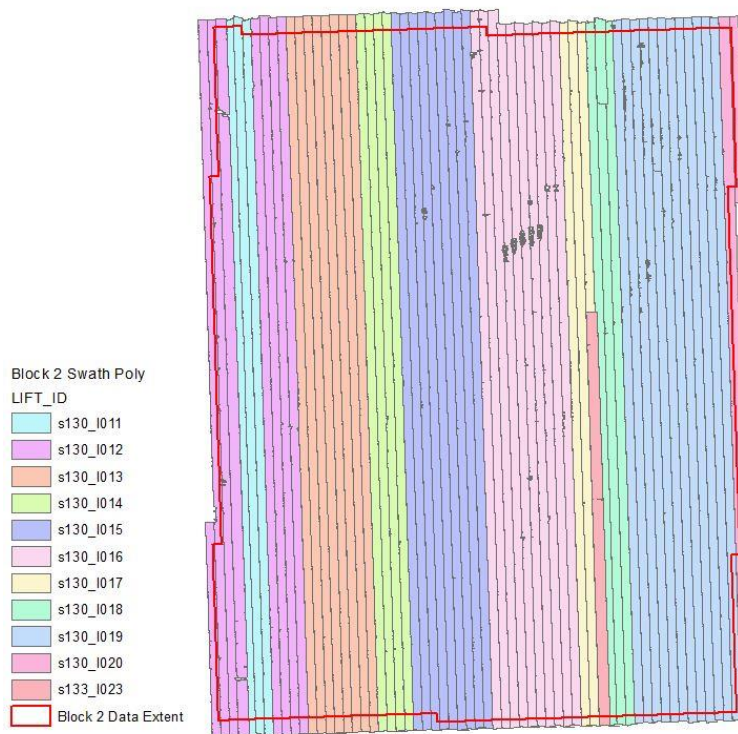 Block 2 Swath Poly
LIFT_ID
s130_l011
s130_l012
s130_l013
s130_l014
s130_l015
s130_l016
s130_l017
s130_l018
s130_l019
s130_l020
s133_l023
Block 2 Data Extent